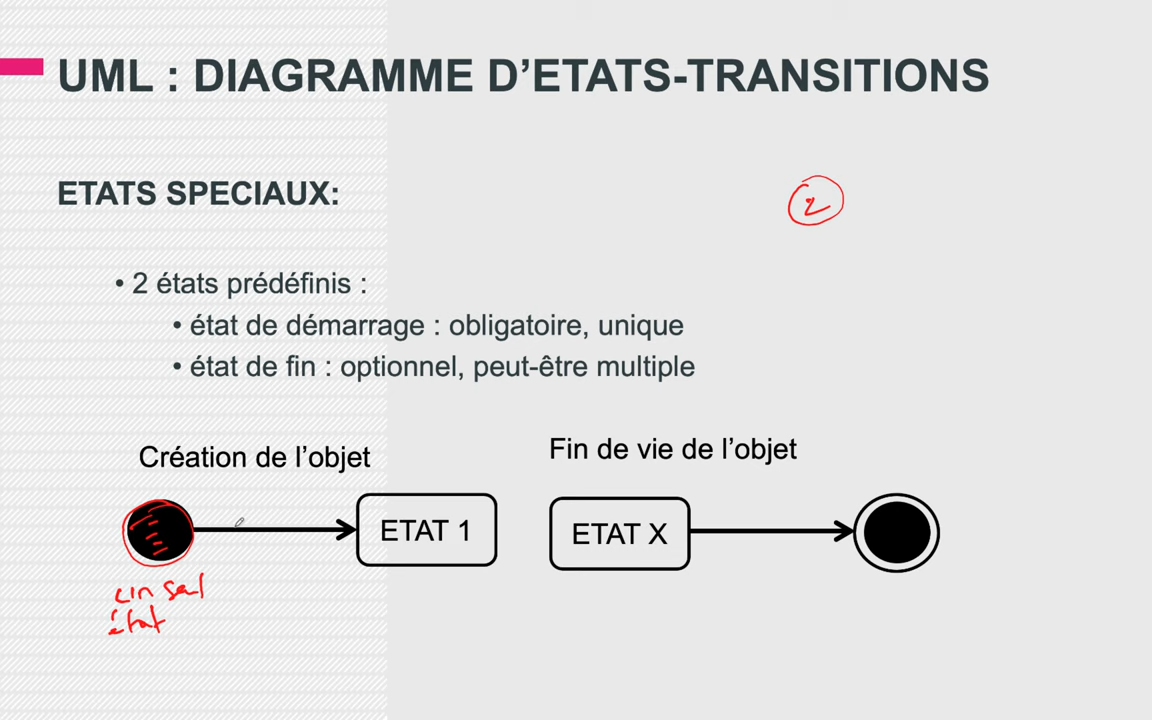 UML : DIAGRAMME D’ETATS-TRANSITIONS
ETATS SPECIAUX:
2
• 2 états prédéfinis :
• état de démarrage : obligatoire, unique
• état de fin : optionnel, peut-être multiple
Création de l’objet
Fin de vie de l’objet
ETAT 1
ETAT X
un seul
état